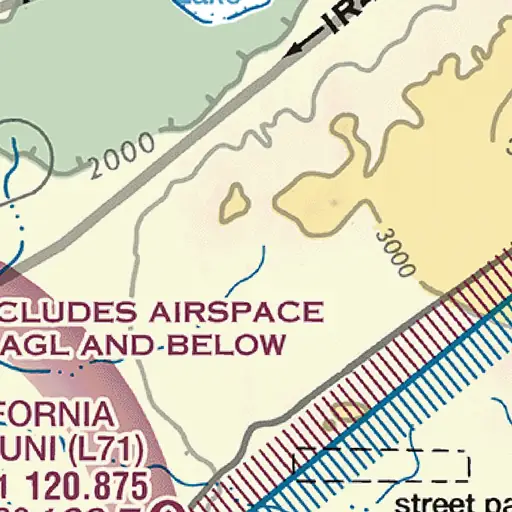 2000
3000
CLUDES AIRSPACE
AGL AND BELOW
FORNIA
UNI (L71)
120.875
street pa